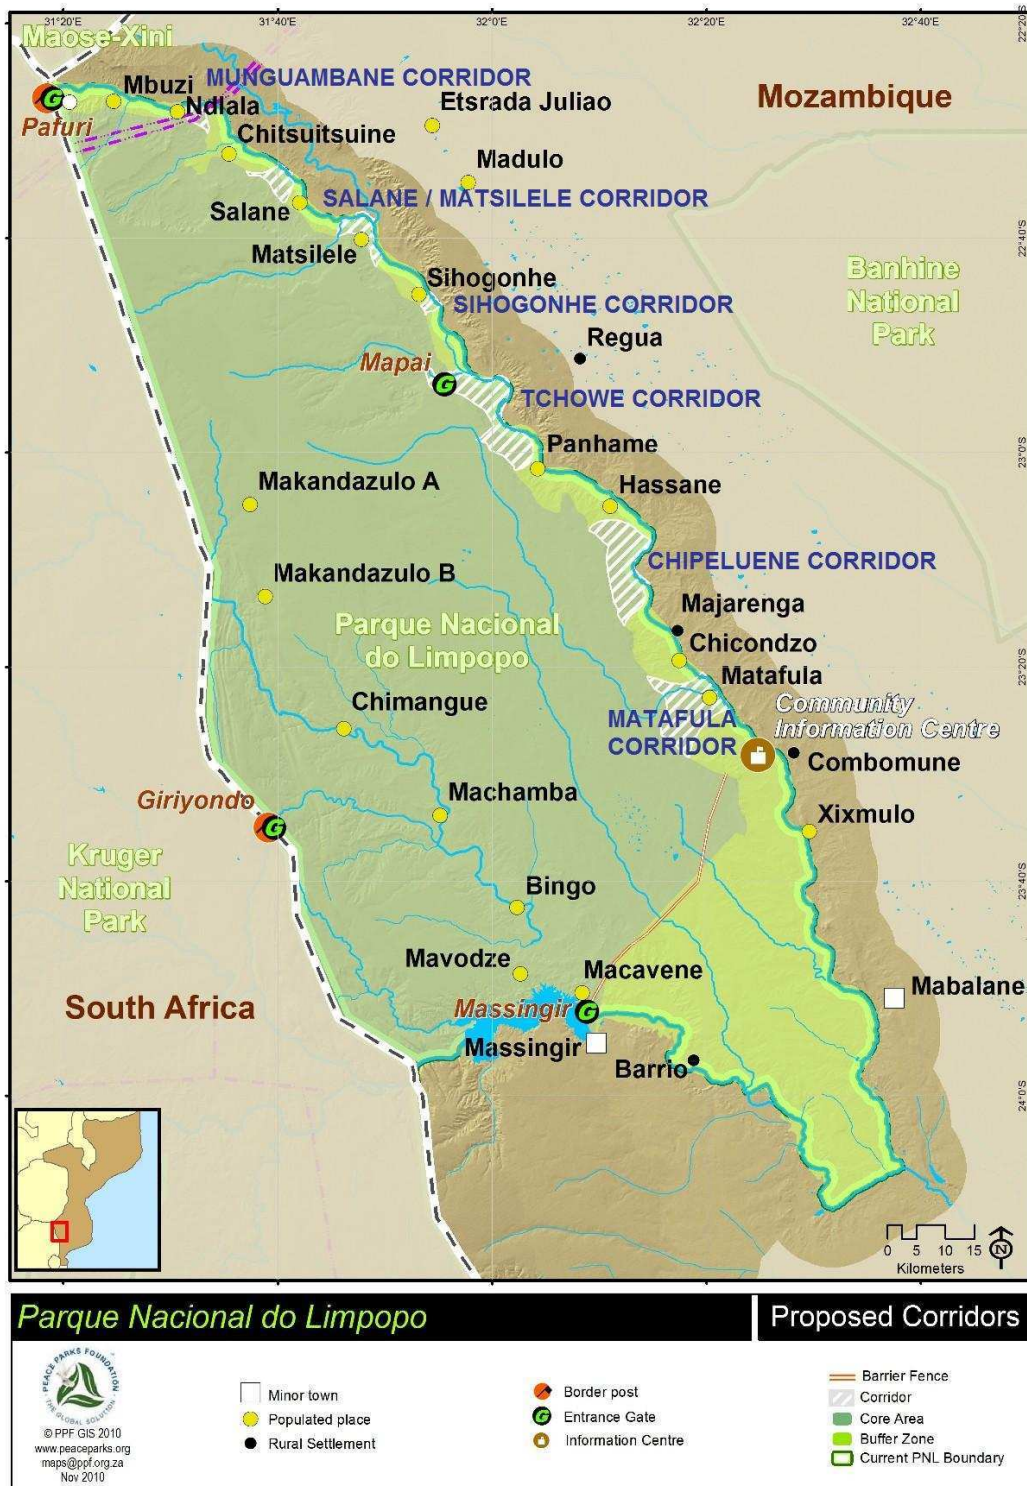 31°20'E
31°40'E
32°0'E
32°20'E
32°40'E
22°20'S
Maose-Xini
Mbuzi
MUNGUAMBANE CORRIDOR
Ndlala
Etsrada Juliao
Mozambique
Pafuri
Chitsuitsuine
Madulo
Salane
SALANE / MATSILELE CORRIDOR
22°40'S
Matsilele
Sihogonhe
Banhine
National
Park
SIHOGONHE CORRIDOR
Regua
Mapai
TCHOWE CORRIDOR
Panhame
23°0'S
Makandazulo A
Hassane
CHIPELUENE CORRIDOR
Makandazulo B
Majarenga
Parque Nacional
do Limpopo
Chicondzo
23°20'S
Matafula
Chimangue
MATAFULA
CORRIDOR
Community
Information Centre
Combomune
Giriyondo
Machamba
Xixmulo
Kruger
National
Park
23°40'S
Bingo
Mavodze
Macavene
Mabalane
South Africa
Massingir
Massingir
Barrio
24°0'S
0 5 10 15
Kilometers
N
Parque Nacional do Limpopo
Proposed Corridors
PEACE PARKS FOUNDATION
THE GLOBAL SOLUTION
© PPF GIS 2010
www.peaceparks.org
maps@ppf.org.za
Nov 2010
Minor town
Populated place
Rural Settlement
Border post
G Entrance Gate
Information Centre
Barrier Fence
Corridor
Core Area
Buffer Zone
Current PNL Boundary